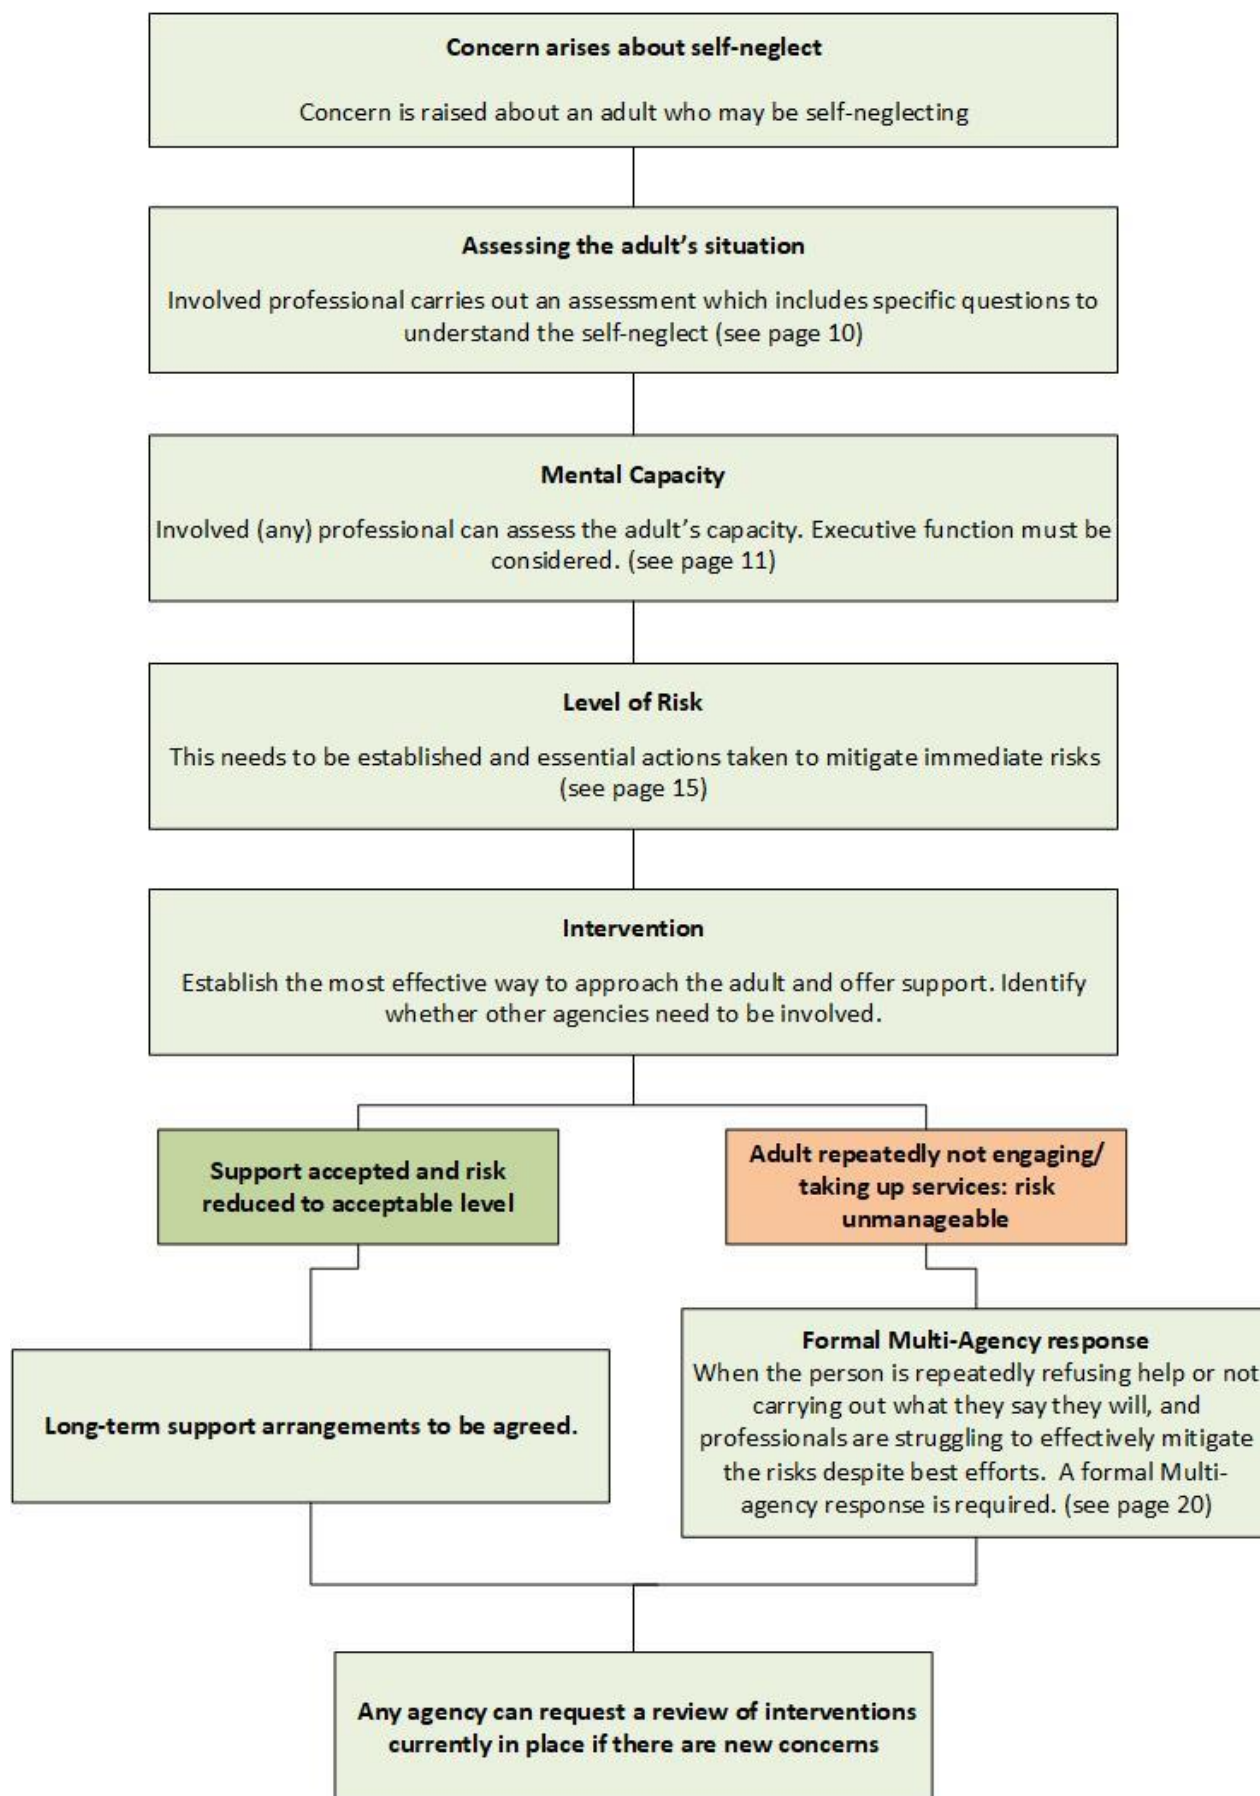 Concern arises about self-neglect
Concern is raised about an adult who may be self-neglecting
Assessing the adult’s situation
Involved professional carries out an assessment which includes specific questions to
understand the self-neglect (see page 10)
Mental Capacity
Involved (any) professional can assess the adult’s capacity. Executive function must be
considered. (see page 11)
Level of Risk
This needs to be established and essential actions taken to mitigate immediate risks
(see page 15)
Intervention
Establish the most effective way to approach the adult and offer support. Identify
whether other agencies need to be involved.
Support accepted and risk
reduced to acceptable level
Adult repeatedly not engaging/
taking up services: risk
unmanageable
Long-term support arrangements to be agreed.
Formal Multi-Agency response
When the person is repeatedly refusing help or not
carrying out what they say they will, and
professionals are struggling to effectively mitigate
the risks despite best efforts.  A formal Multi-
agency response is required. (see page 20)
Any agency can request a review of interventions
currently in place if there are new concerns